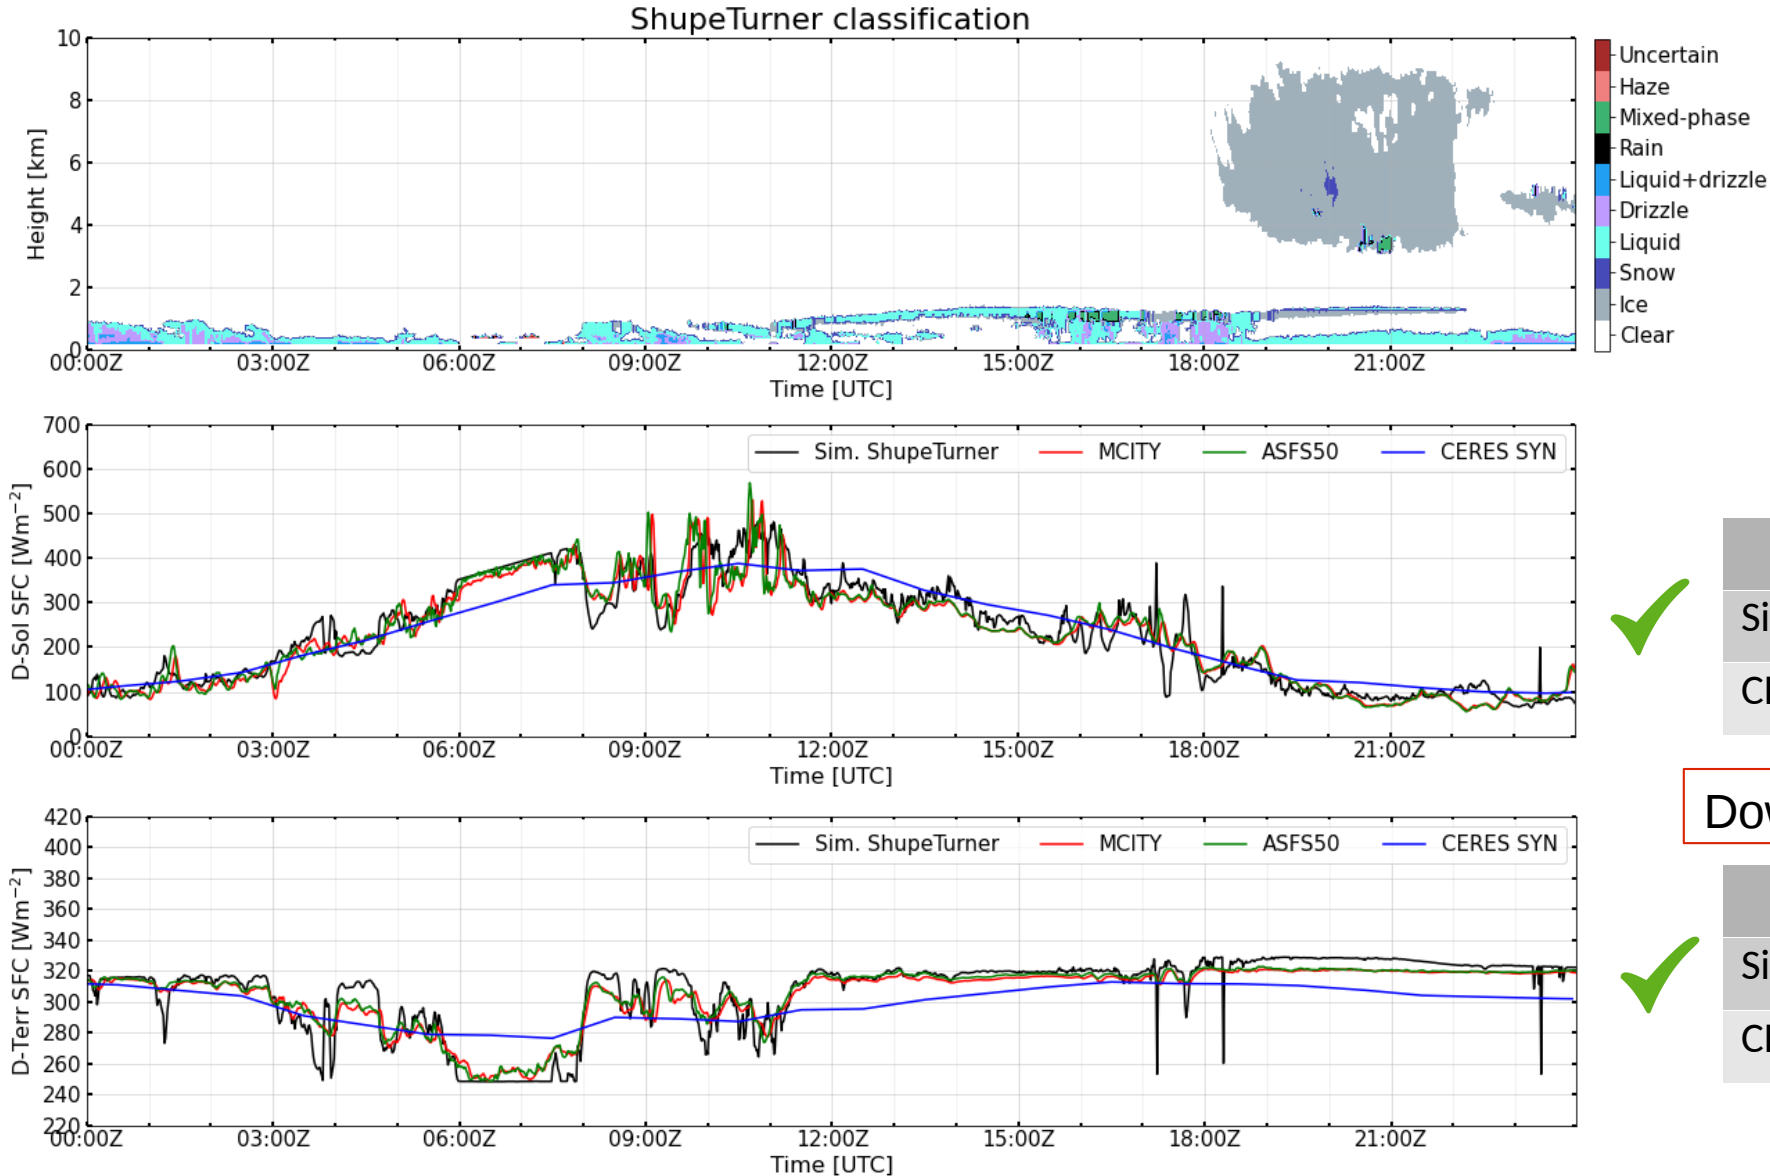 ShupeTurner classification
10
8
6
4
2
0
Height [km]
00:00Z 03:00Z 06:00Z 09:00Z 12:00Z 15:00Z 18:00Z 21:00Z
Time [UTC]
Uncertain
Haze
Mixed-phase
Rain
Liquid+drizzle
Drizzle
Liquid
Snow
Ice
Clear
700
600
500
400
300
200
100
0
D-Sol SFC [Wm⁻²]
Sim. ShupeTurner MCITY ASFS50 CERES SYN
00:00Z 03:00Z 06:00Z 09:00Z 12:00Z 15:00Z 18:00Z 21:00Z
Time [UTC]
Si
Dow
420
400
380
360
340
320
300
280
260
240
220
D-Terr SFC [Wm⁻²]
Sim. ShupeTurner MCITY ASFS50 CERES SYN
00:00Z 03:00Z 06:00Z 09:00Z 12:00Z 15:00Z 18:00Z 21:00Z
Time [UTC]
Si